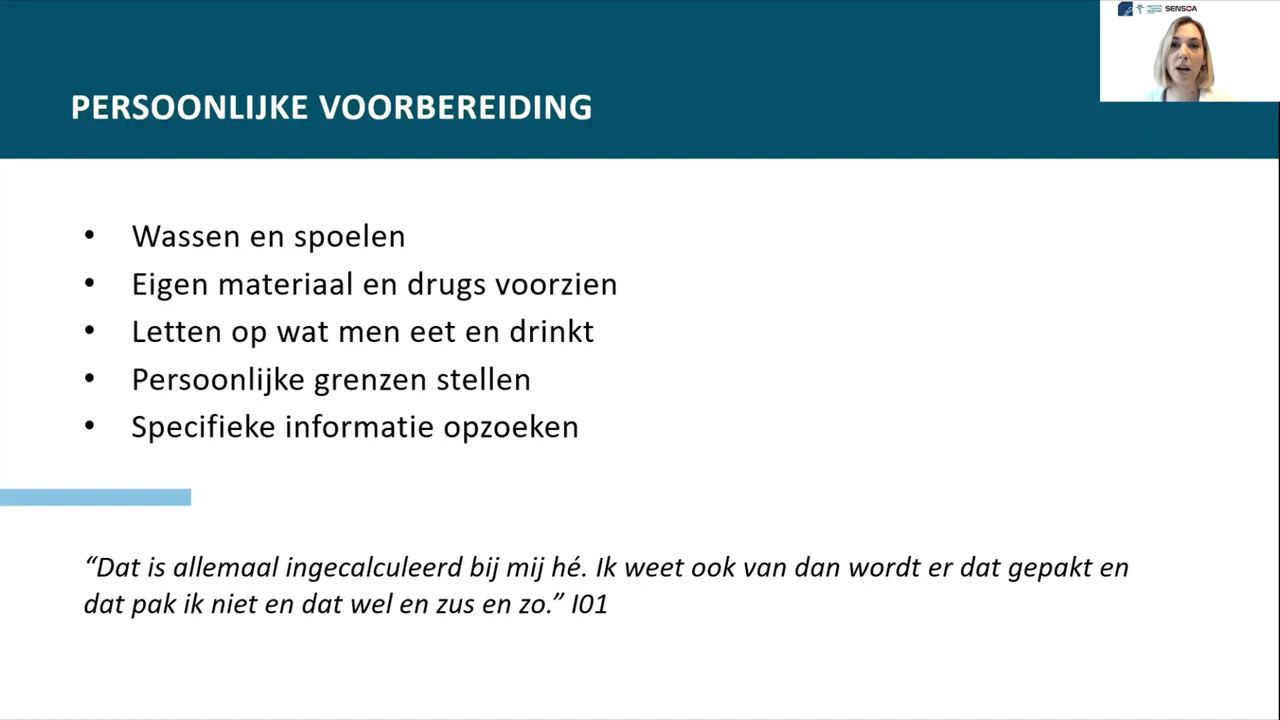 SENSOA
PERSOONLIJKE VOORBEREIDING
• Wassen en spoelen
• Eigen materiaal en drugs voorzien
• Letten op wat men eet en drinkt
• Persoonlijke grenzen stellen
• Specifieke informatie opzoeken
“Dat is allemaal ingecalculeerd bij mij hé. Ik weet ook van dan wordt er dat gepakt en
dat pak ik niet en dat wel en zus en zo.” I01